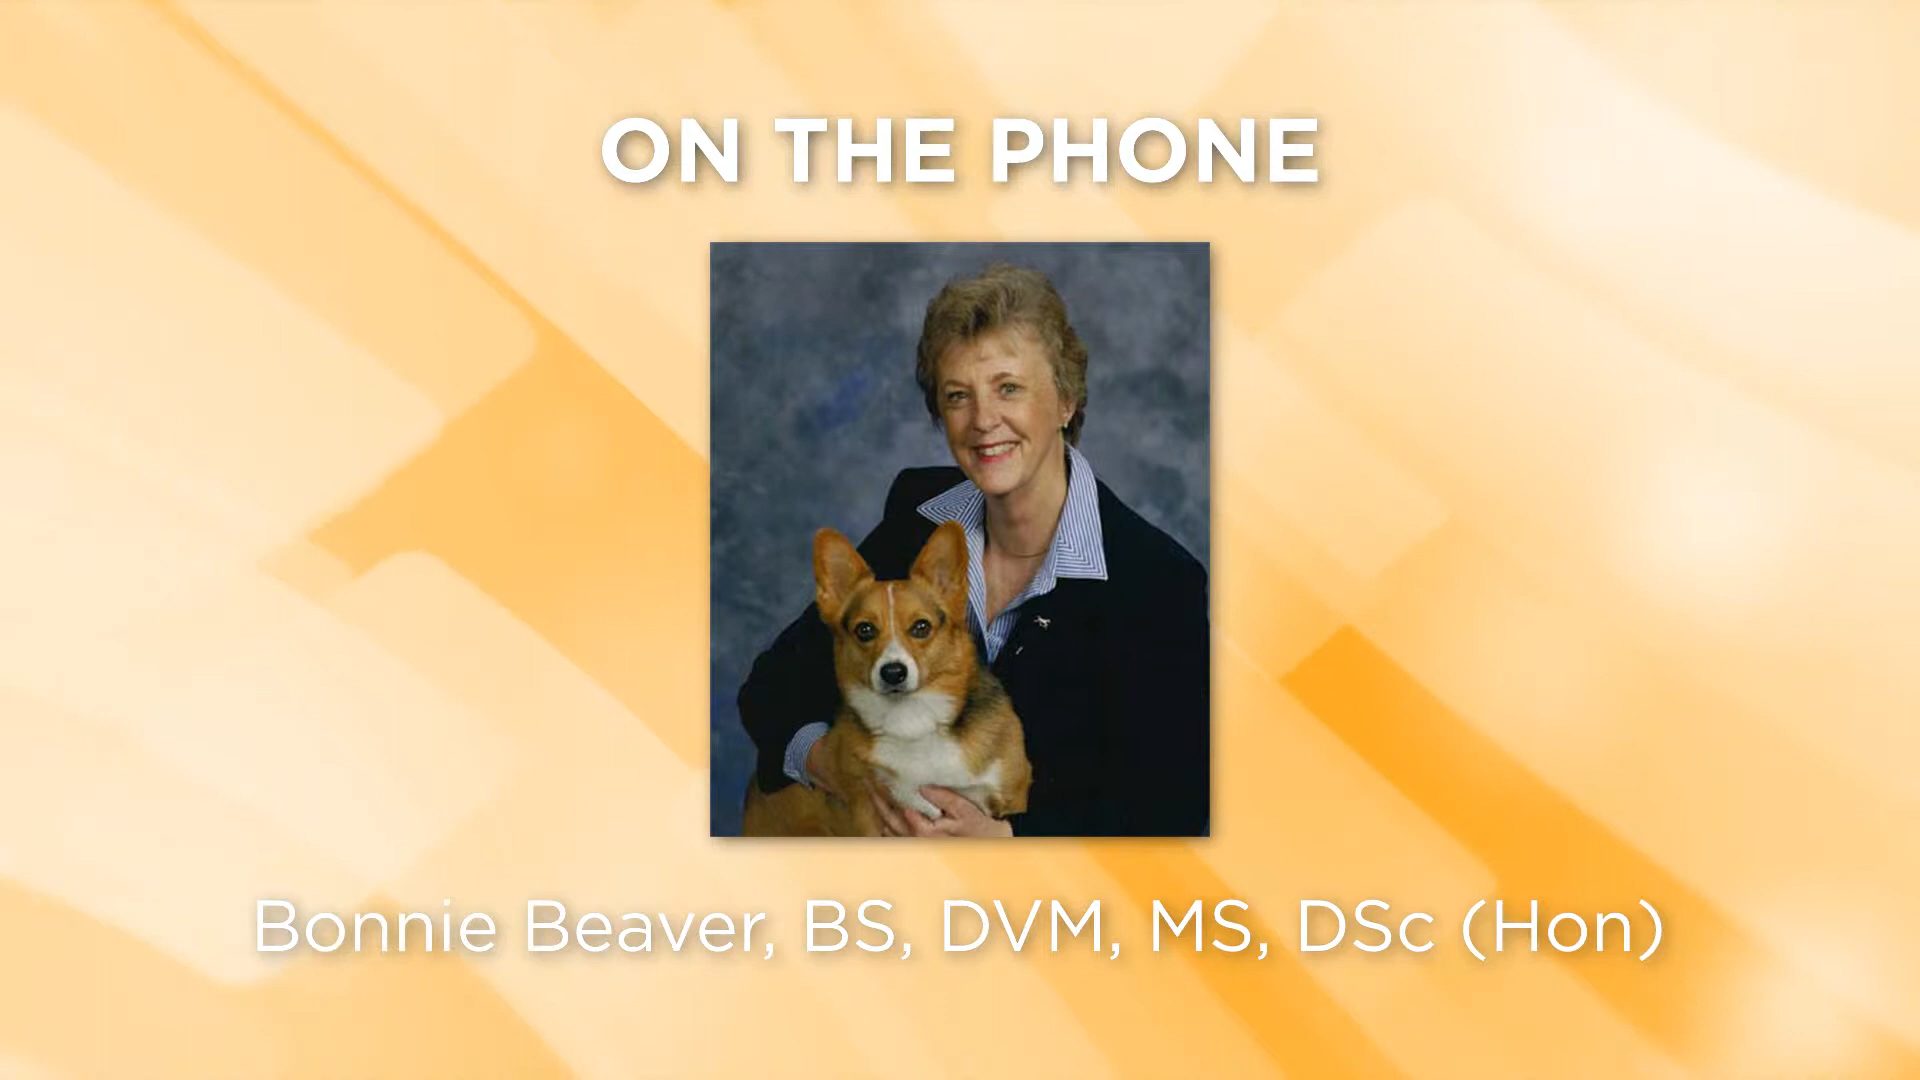 ON THE PHONE
Bonnie Beaver, BS, DVM, MS, DSc (Hon)